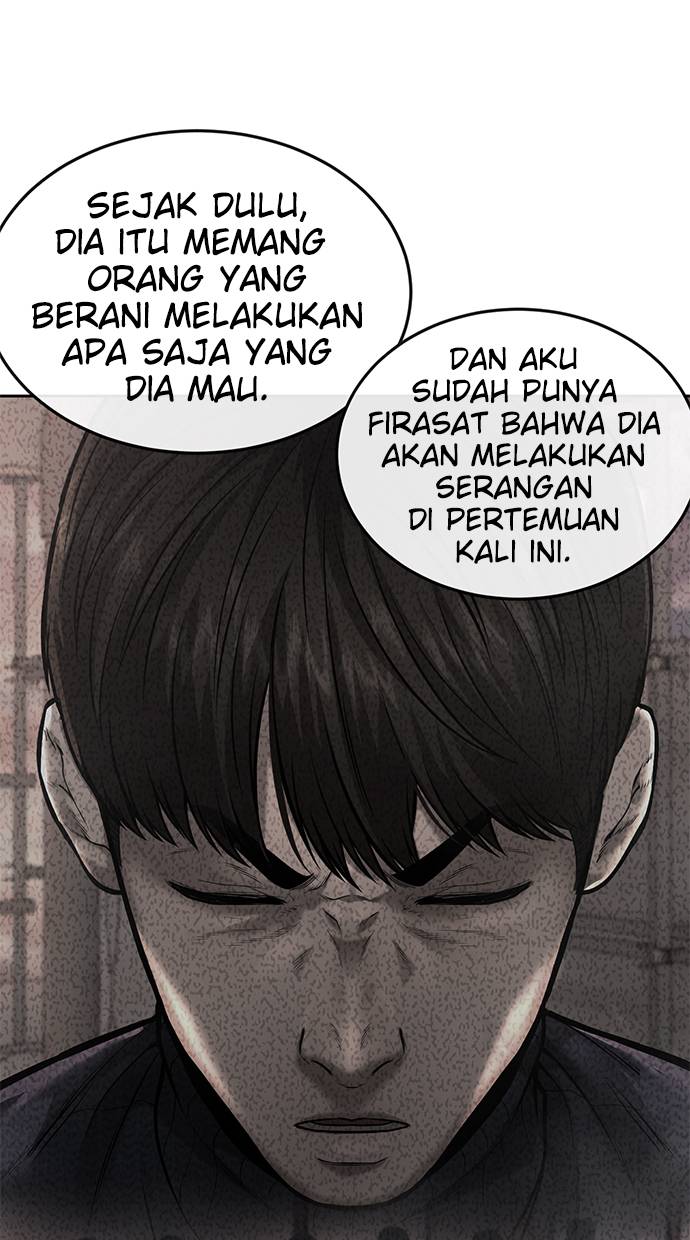 SEJAK DULU,
DIA ITU MEMANG
ORANG YANG
BERANI MELAKUKAN
APA SAJA YANG
DIA MAU.
DAN AKU
SUDAH PUNYA
FIRASAT BAHWA DIA
AKAN MELAKUKAN
SERANGAN
DI PERTEMUAN
KALI INI.